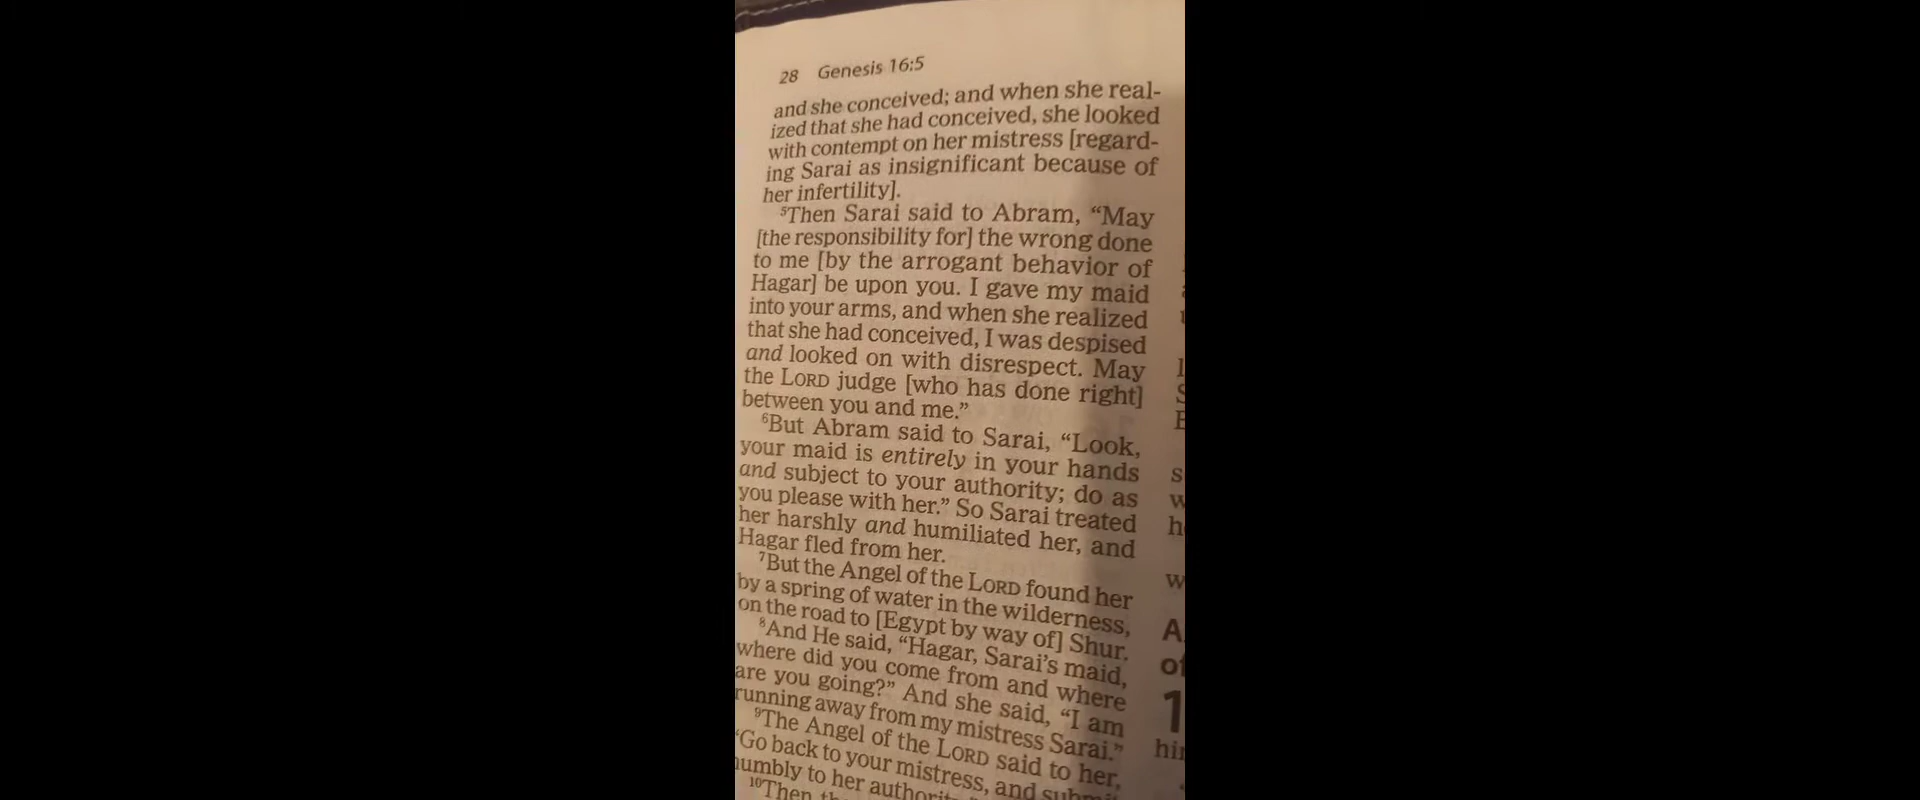 28 Genesis 16:5
and she conceived; and when she real-
ized that she had conceived, she looked
with contempt on her mistress [regard-
ing Sarai as insignificant because of
her infertility].
5Then Sarai said to Abram, “May
[the responsibility for] the wrong done
to me [by the arrogant behavior of
Hagar] be upon you. I gave my maid
into your arms, and when she realized
that she had conceived, I was despised
and looked on with disrespect. May
the LORD judge [who has done right]
between you and me.”
6But Abram said to Sarai, “Look,
your maid is entirely in your hands
and subject to your authority; do as
you please with her.” So Sarai treated
her harshly and humiliated her, and
Hagar fled from her.
7But the Angel of the LORD found her
by a spring of water in the wilderness,
on the road to [Egypt by way of] Shur.
8And He said, “Hagar, Sarai’s maid,
where did you come from and where
are you going?” And she said, “I am
running away from my mistress Sarai.”
9The Angel of the LORD said to her,
“Go back to your mistress, and submit
humbly to her
10Then